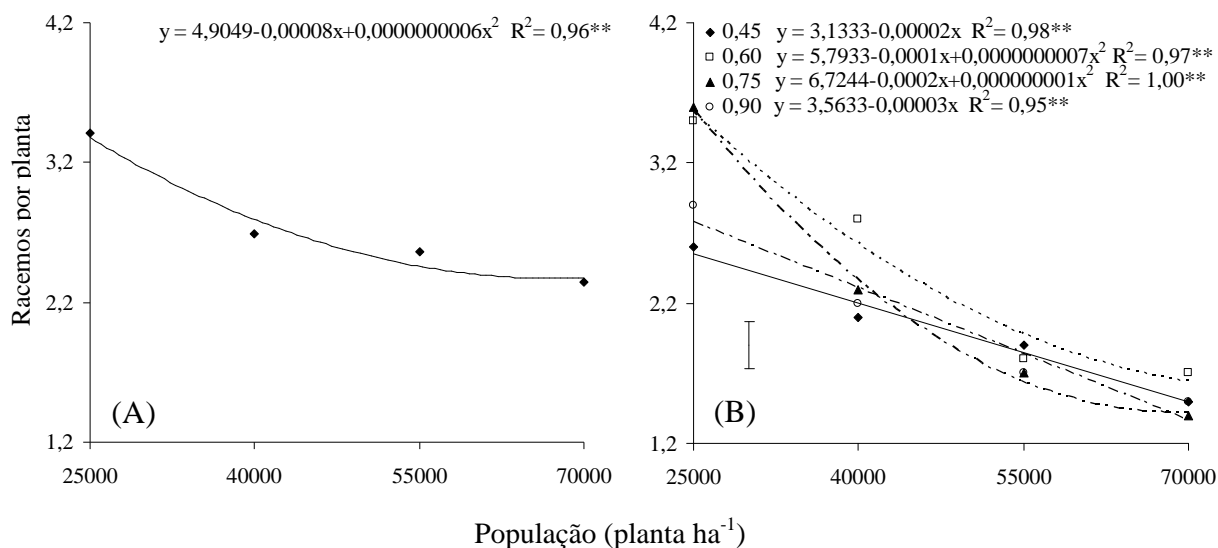 Racemos por planta
4,2
3,2
2,2
1,2
y = 4,9049-0,00008x+0,0000000006x² R²= 0,96**
(A)
25000 40000 55000 70000
4,2
3,2
2,2
1,2
0,45 y = 3,1333-0,00002x R²= 0,98**
0,60 y = 5,7933-0,0001x+0,0000000007x² R²= 0,97**
0,75 y = 6,7244-0,0002x+0,000000001x² R²= 1,00**
0,90 y = 3,5633-0,00003x R²= 0,95**
(B)
25000 40000 55000 70000
População (planta ha⁻¹)